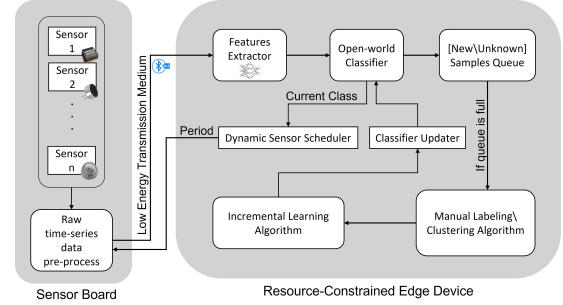 Sensor
1
Sensor
2
.
.
.
Sensor
n
Raw
time-series
data
pre-process
Sensor Board
Low Energy Transmission Medium
Features
Extractor
Open-world
Classifier
[New\Unknown]
Samples Queue
Current Class
Period
Dynamic Sensor Scheduler
Classifier Updater
If queue is full
Incremental Learning
Algorithm
Manual Labeling\
Clustering Algorithm
Resource-Constrained Edge Device